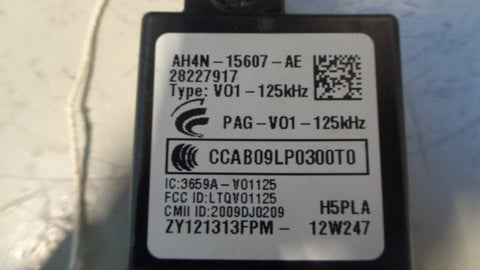 AH4N-15607-AE
28227917
Type: V01-125kHz
PAG-V01-125kHz
CCAB09LP0300T0
IC:3659A-V01125
FCC ID:LTQV01125
CMII ID:2009DJ0209
H5PLA
ZY121313FPM- 12W247